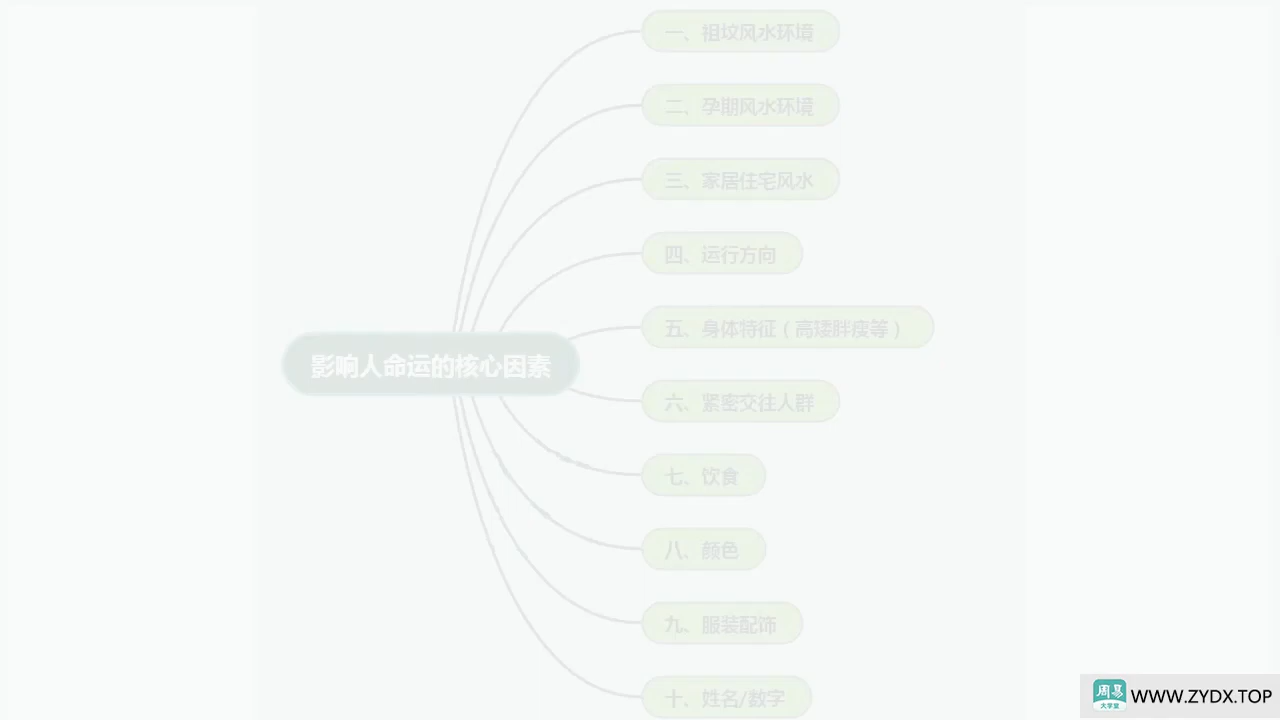 一、祖坟风水环境
二、孕期风水环境
三、家居住宅风水
四、运行方向
五、身体特征（高矮胖瘦等）
影响人命运的核心因素
六、紧密交往人群
七、饮食
八、颜色
九、服装配饰
十、姓名/数字
周易
大学堂
WWW.ZYDX.TOP